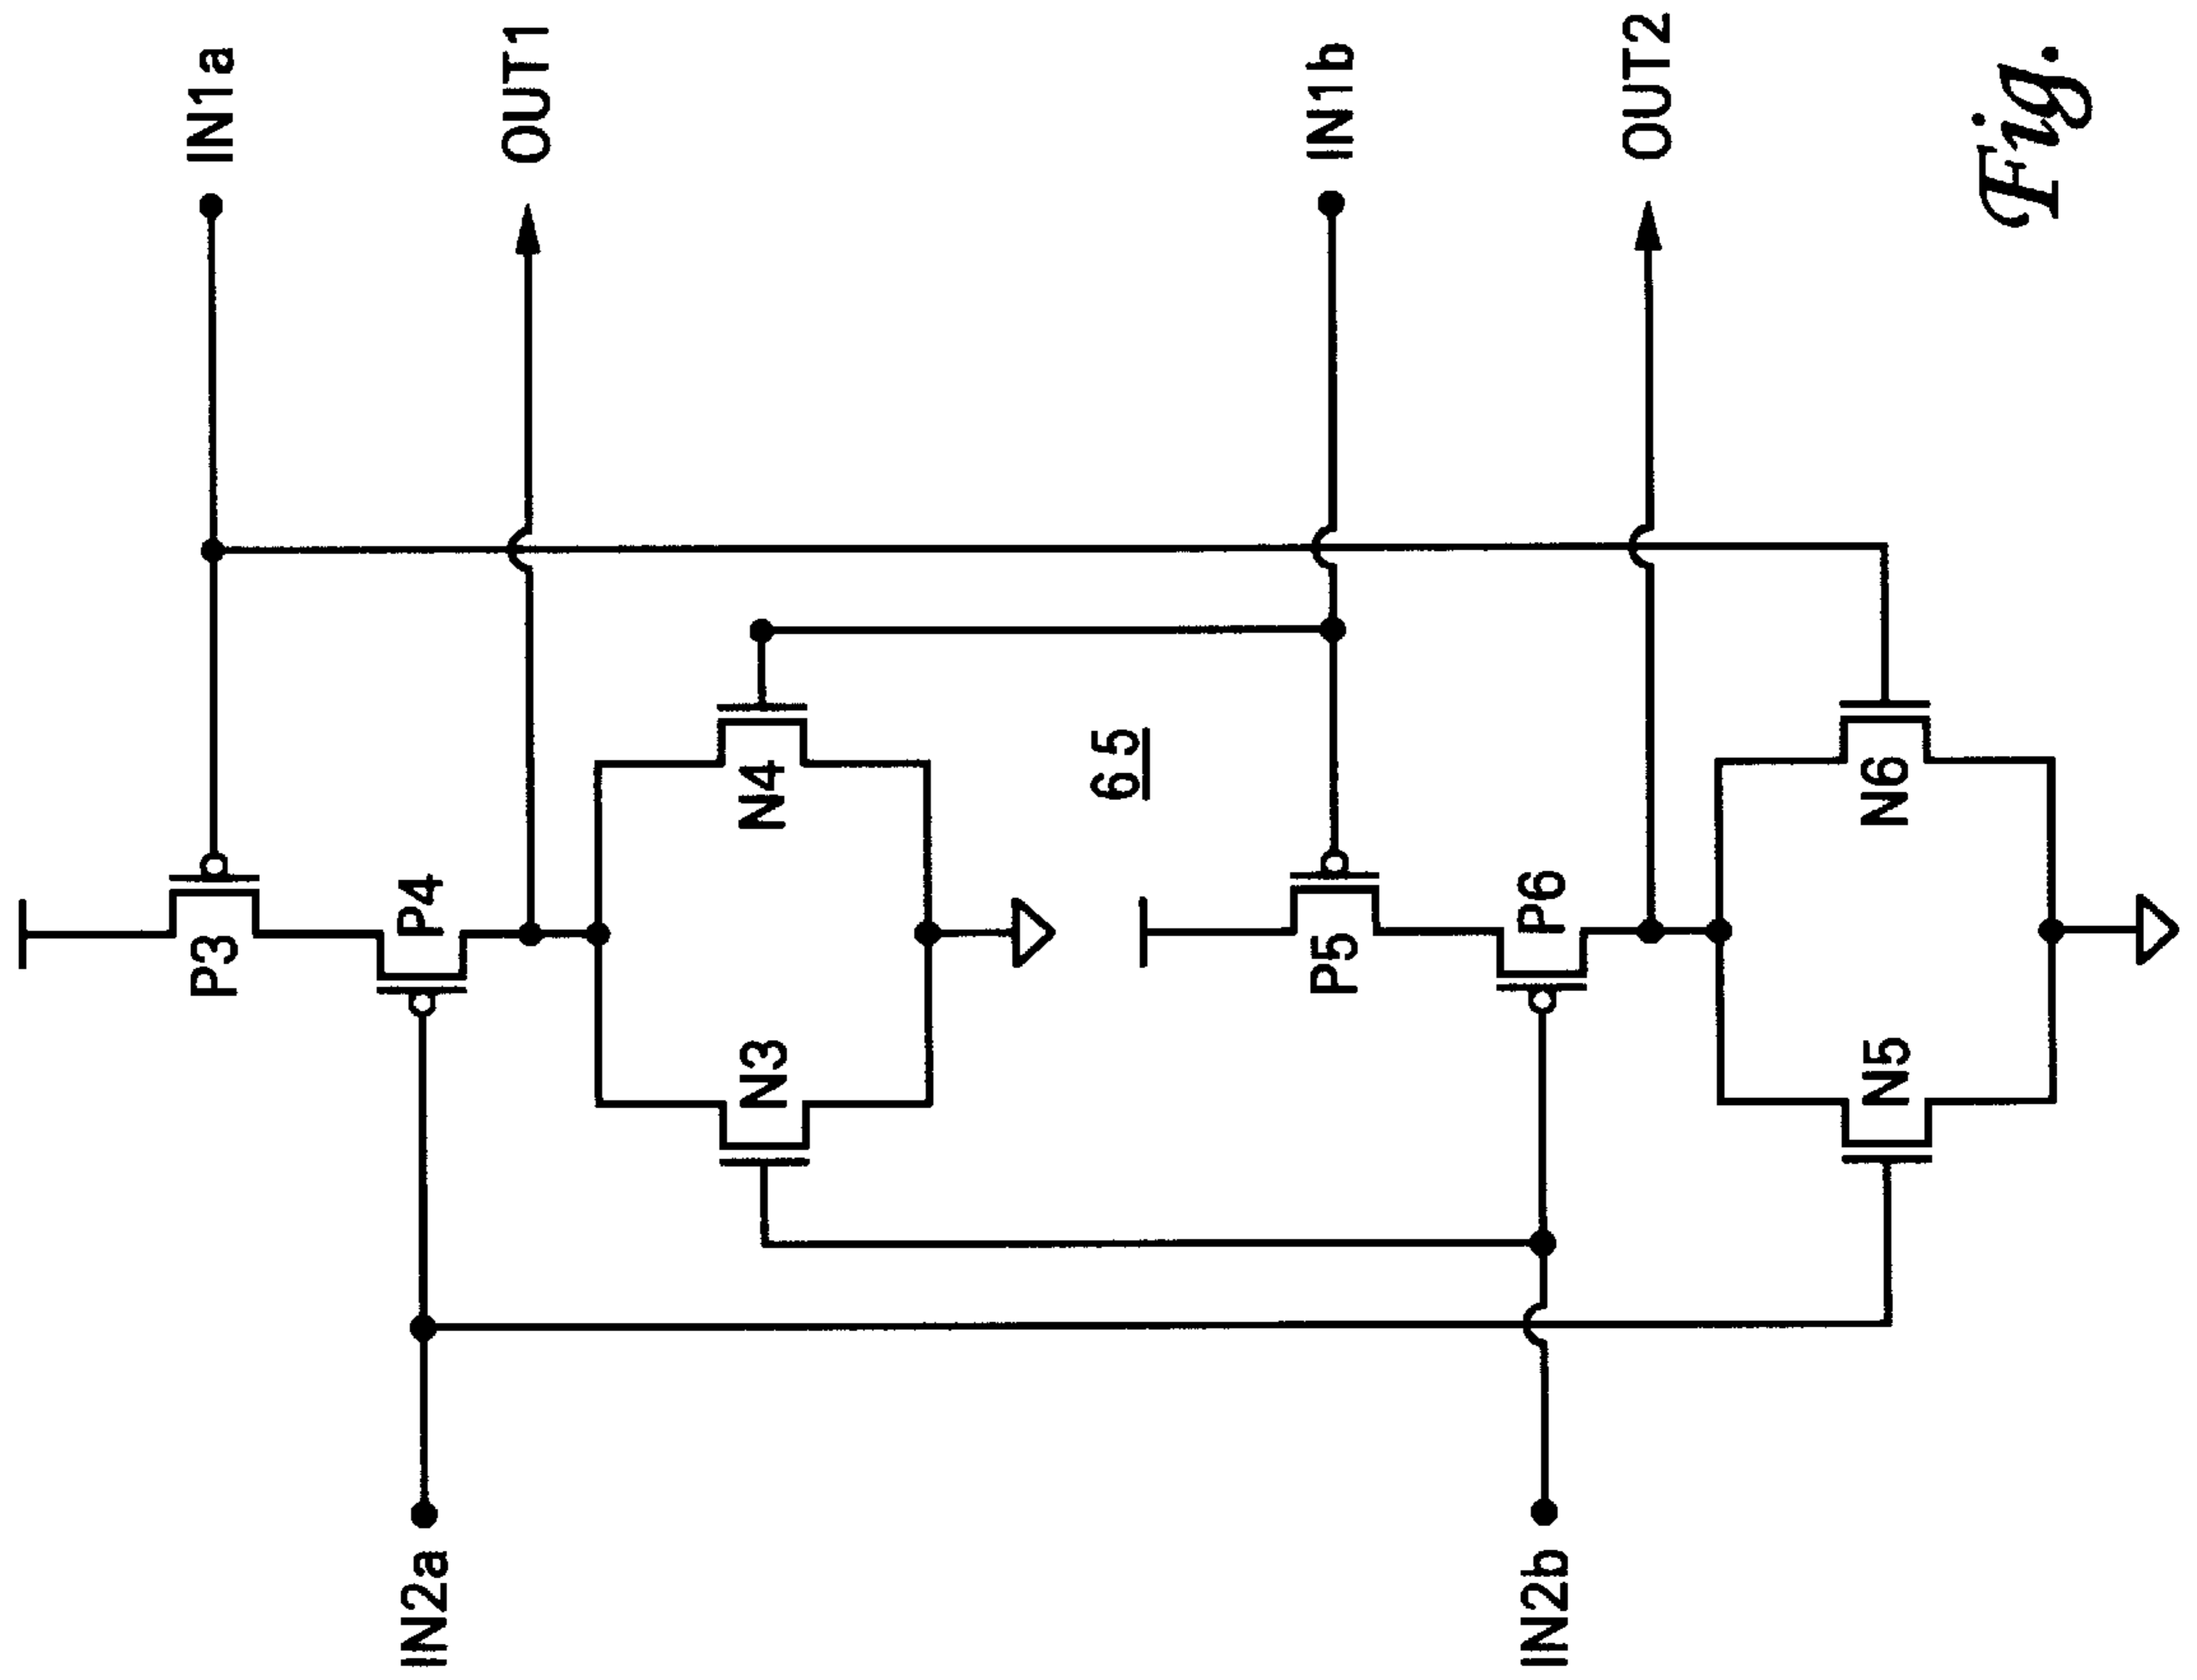 IN1a
OUT1
P3
P4
N3
N4
65
IN1b
OUT2
P5
P6
N5
N6
IN2a
IN2b
Fig.